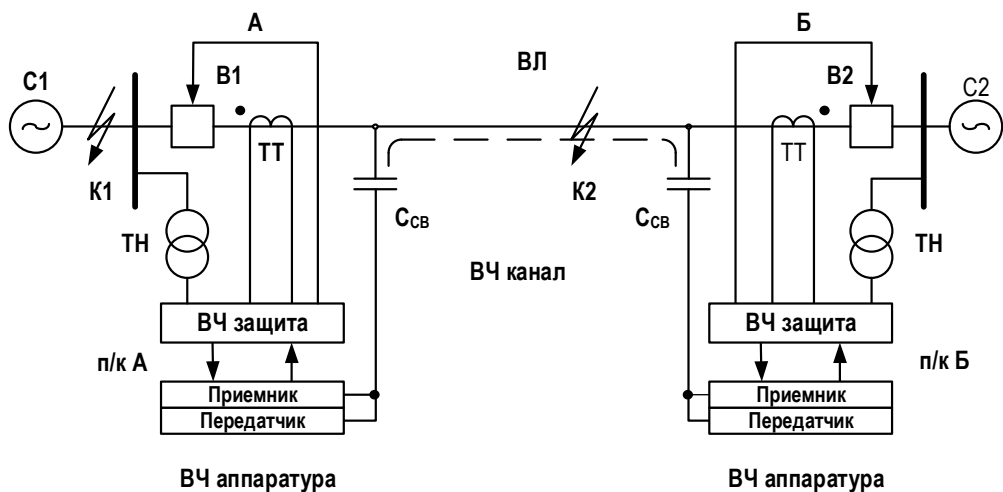 А
Б
ВЛ
С1
В1
В2
С2
ТТ
ТТ
К1
К2
ТН
ССВ
ССВ
ТН
ВЧ канал
ВЧ защита
ВЧ защита
п/к А
п/к Б
Приемник
Приемник
Передатчик
Передатчик
ВЧ аппаратура
ВЧ аппаратура